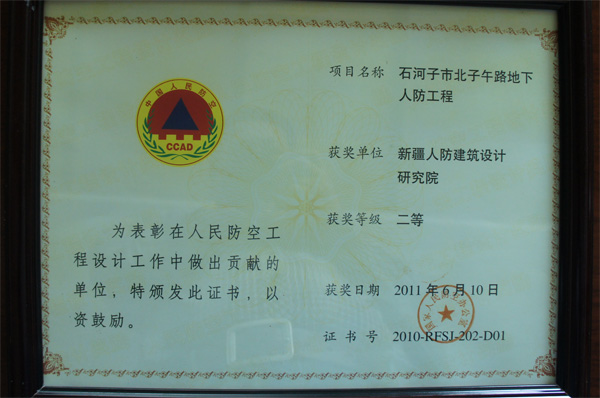 中国人民防空
CCAD
为表彰在人民防空工
程设计工作中做出贡献的
单位，特颁发此证书，以
资鼓励。
项目名称 石河子市北子午路地下
人防工程
获奖单位 新疆人防建筑设计
研究院
获奖等级 二等
获奖日期 2011年6月10日
证书号 2010-RFSJ-202-D01